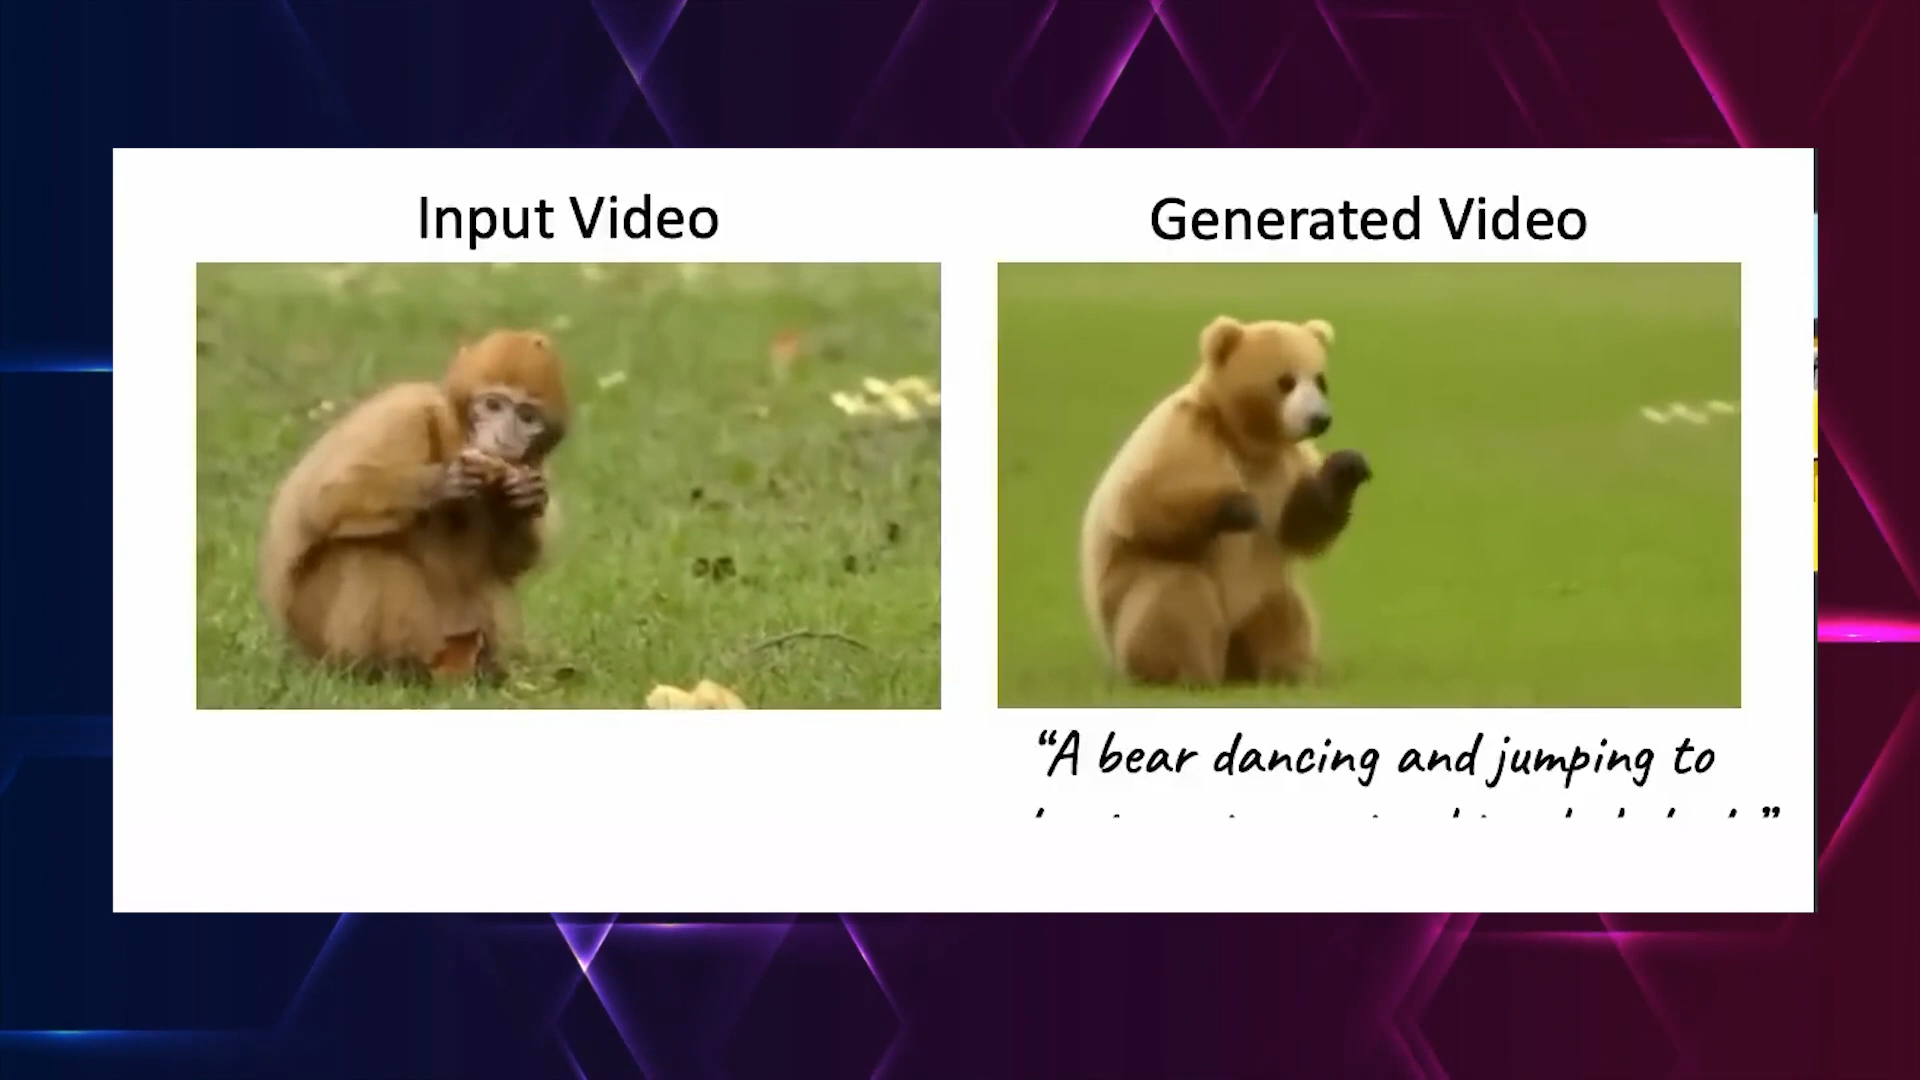 Input Video
Generated Video
“A bear dancing and jumping to